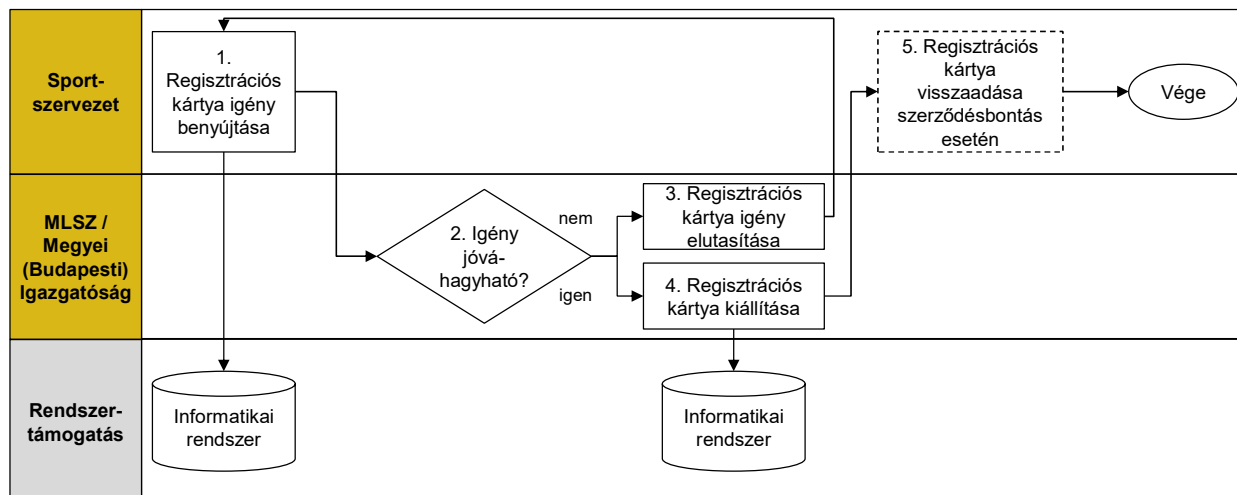 Sport-
szervezet
1.
Regisztrációs
kártya igény
benyújtása
5. Regisztrációs
kártya
visszaadása
szerződésbontás
esetén
Vége
MLSZ /
Megyei
(Budapesti)
Igazgatóság
2. Igény
jóvá-
hagyható?
nem
igen
3. Regisztrációs
kártya igény
elutasítása
4. Regisztrációs
kártya kiállítása
Rendszer-
támogatás
Informatikai
rendszer
Informatikai
rendszer